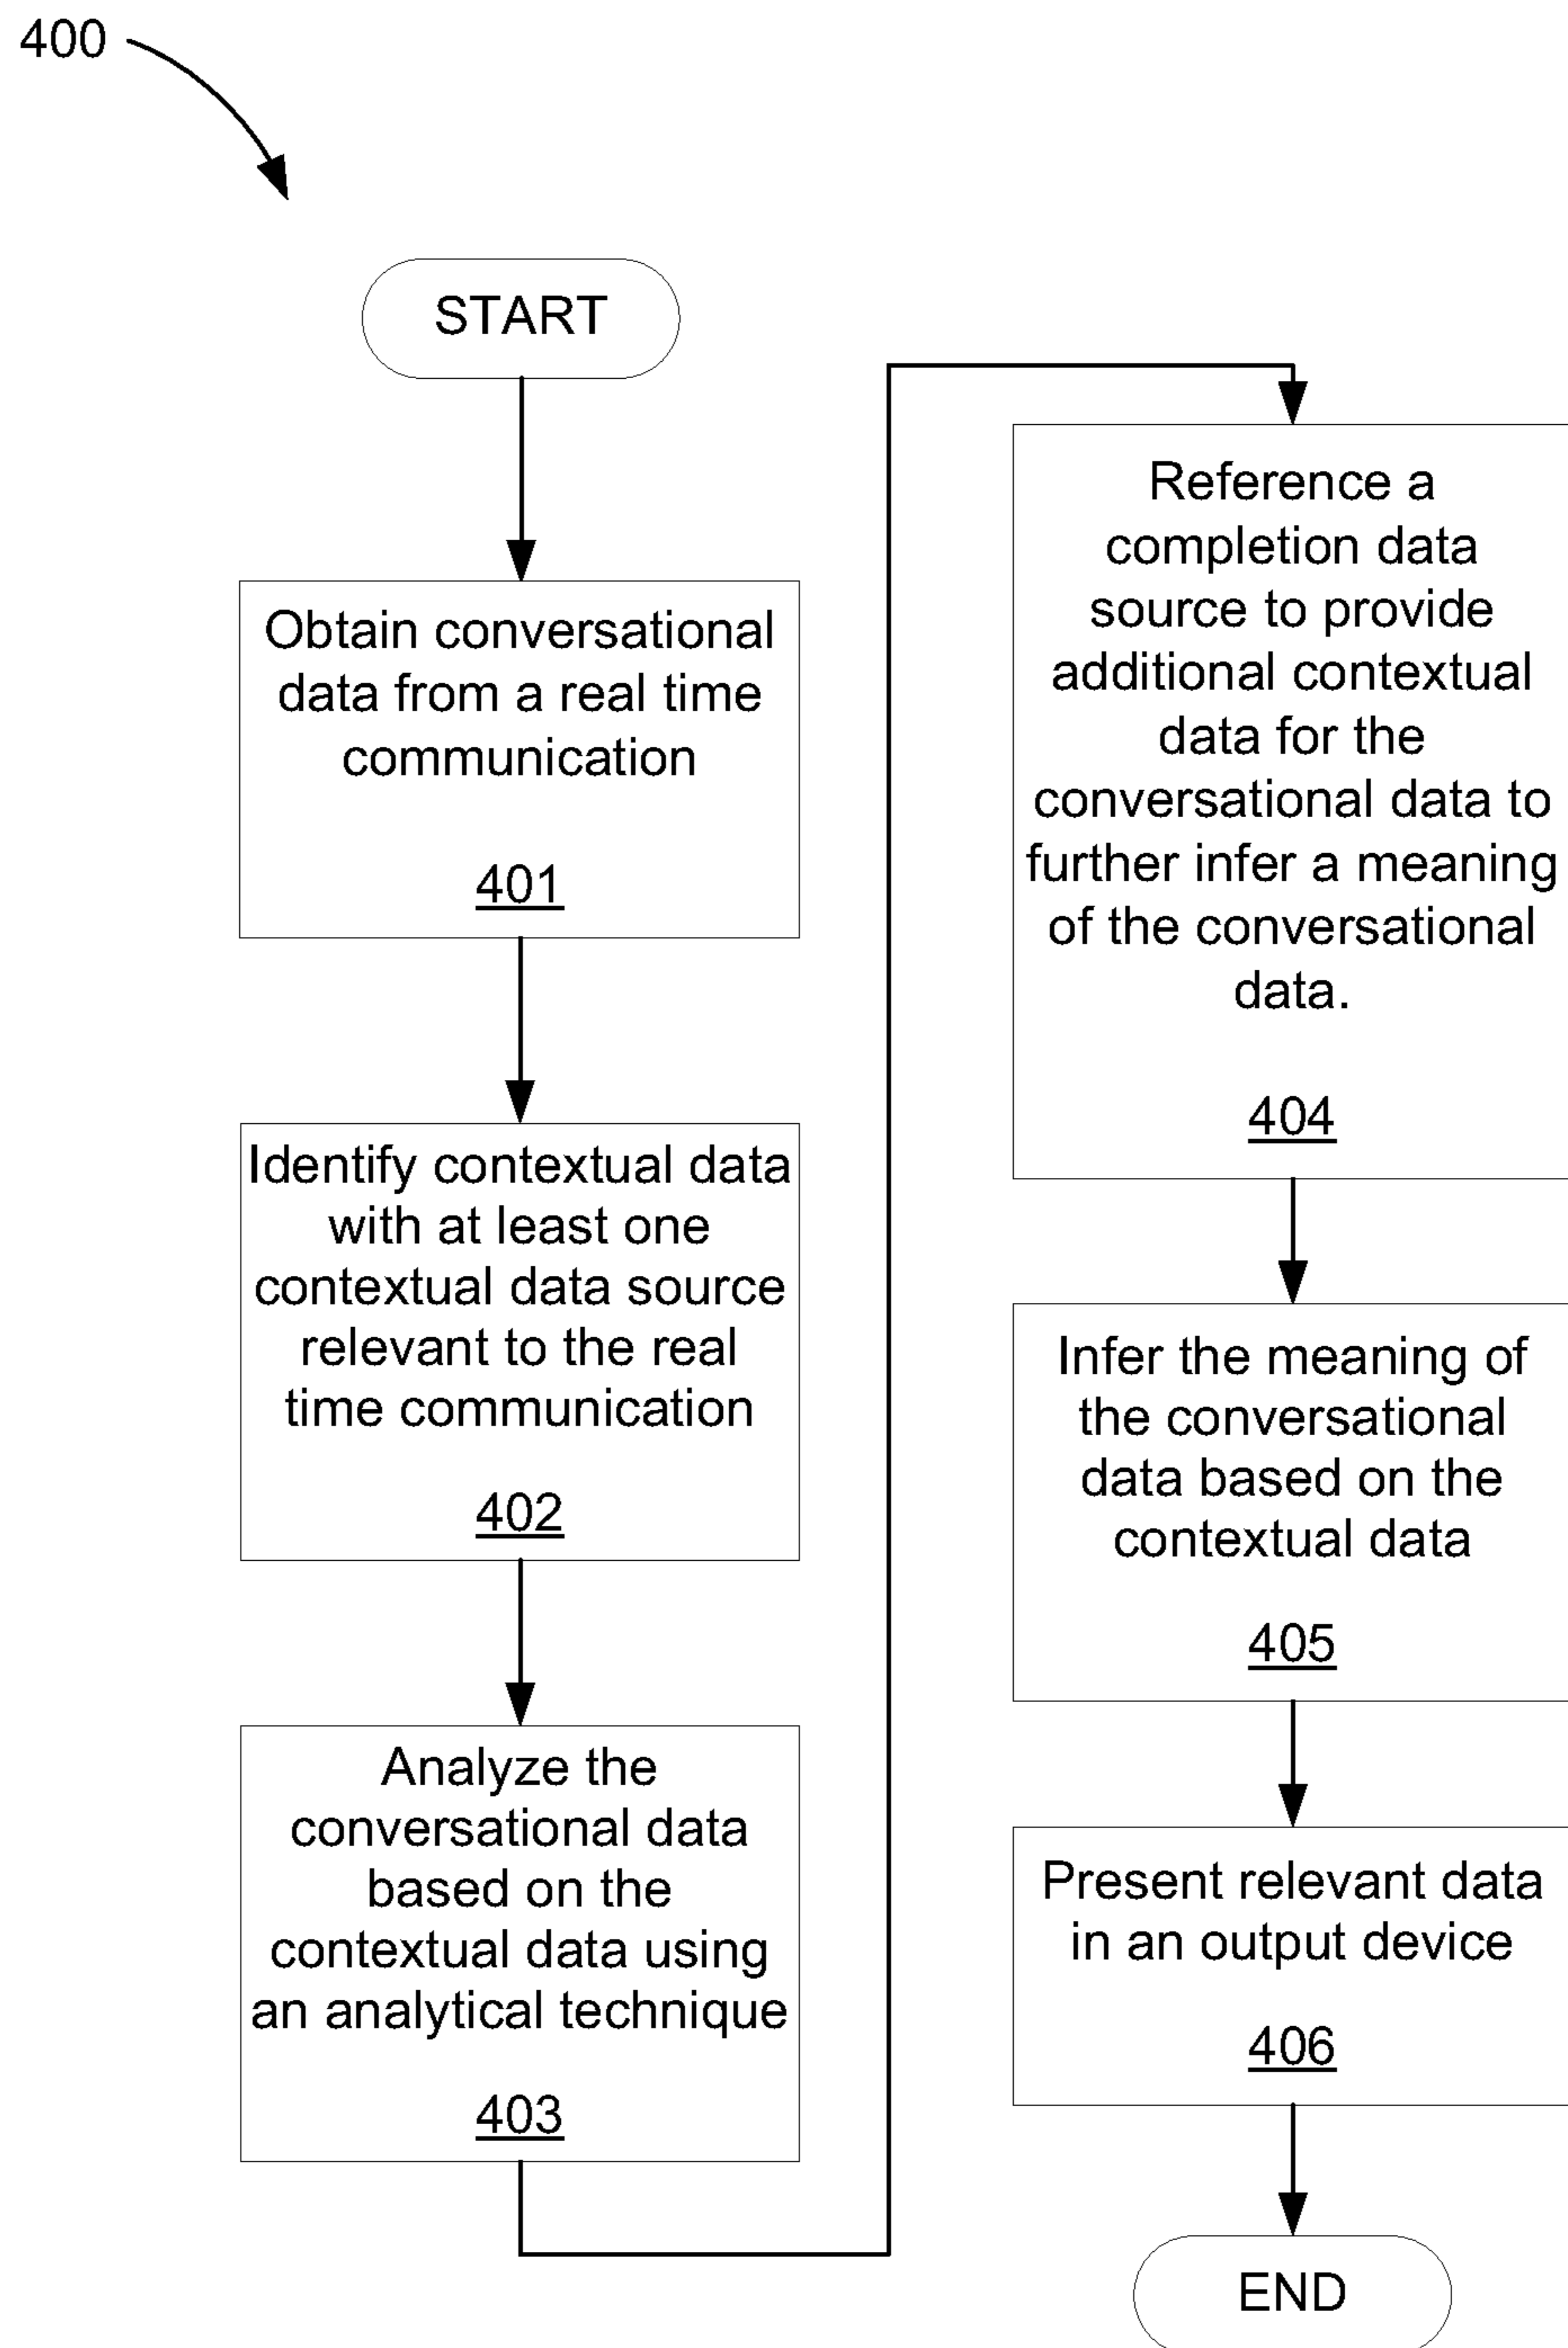 400
START
Obtain conversational
data from a real time
communication
401
Identify contextual data
with at least one
contextual data source
relevant to the real
time communication
402
Analyze the
conversational data
based on the
contextual data using
an analytical technique
403
Reference a
completion data
source to provide
additional contextual
data for the
conversational data to
further infer a meaning
of the conversational
data.
404
Infer the meaning of
the conversational
data based on the
contextual data
405
Present relevant data
in an output device
406
END